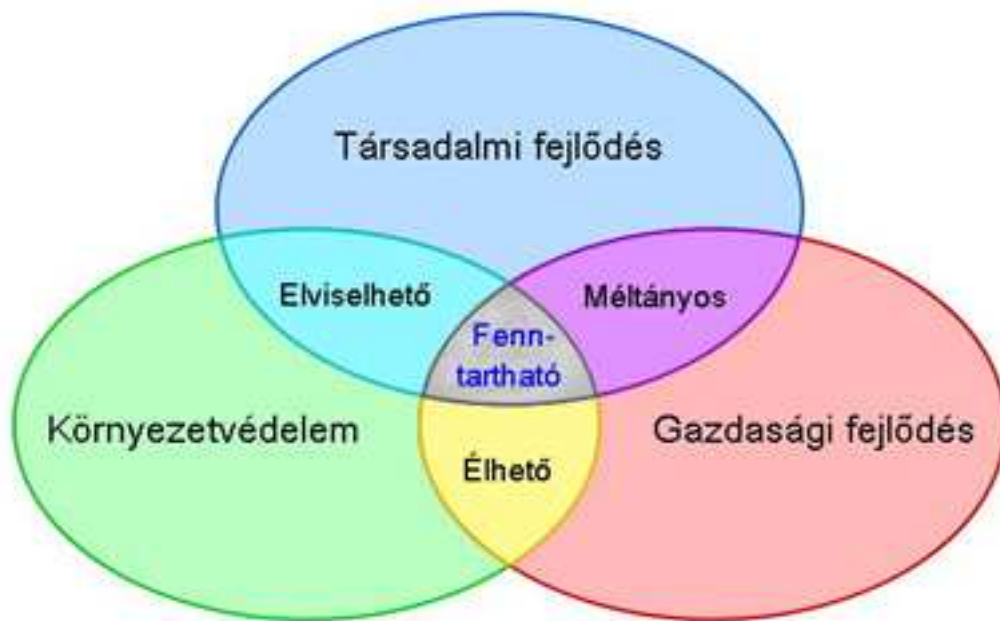 Társadalmi fejlődés
Elviselhető
Méltányos
Fenn-
tartható
Környezetvédelem
Gazdasági fejlődés
Élhető